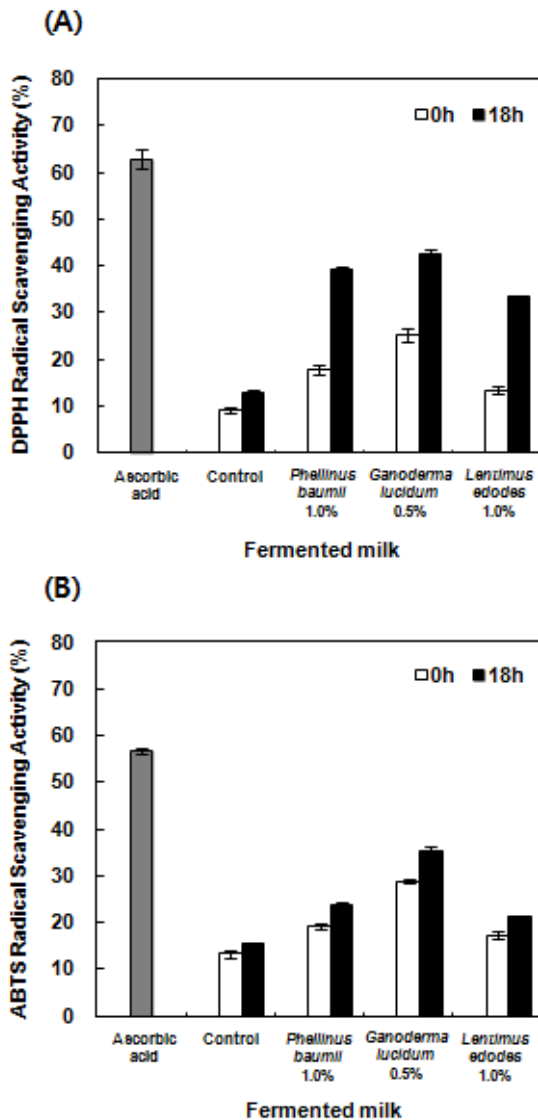 (A)
DPPH Radical Scavenging Activity (%)
80
70
60
50
40
30
20
10
0
0h 18h
Ascorbic acid
Control
Phellinus baumii 1.0%
Ganoderma lucidum 0.5%
Lentimus edodes 1.0%
Fermented milk
(B)
ABTS Radical Scavenging Activity (%)
80
70
60
50
40
30
20
10
0
0h 18h
Ascorbic acid
Control
Phellinus baumii 1.0%
Ganoderma lucidum 0.5%
Lentimus edodes 1.0%
Fermented milk